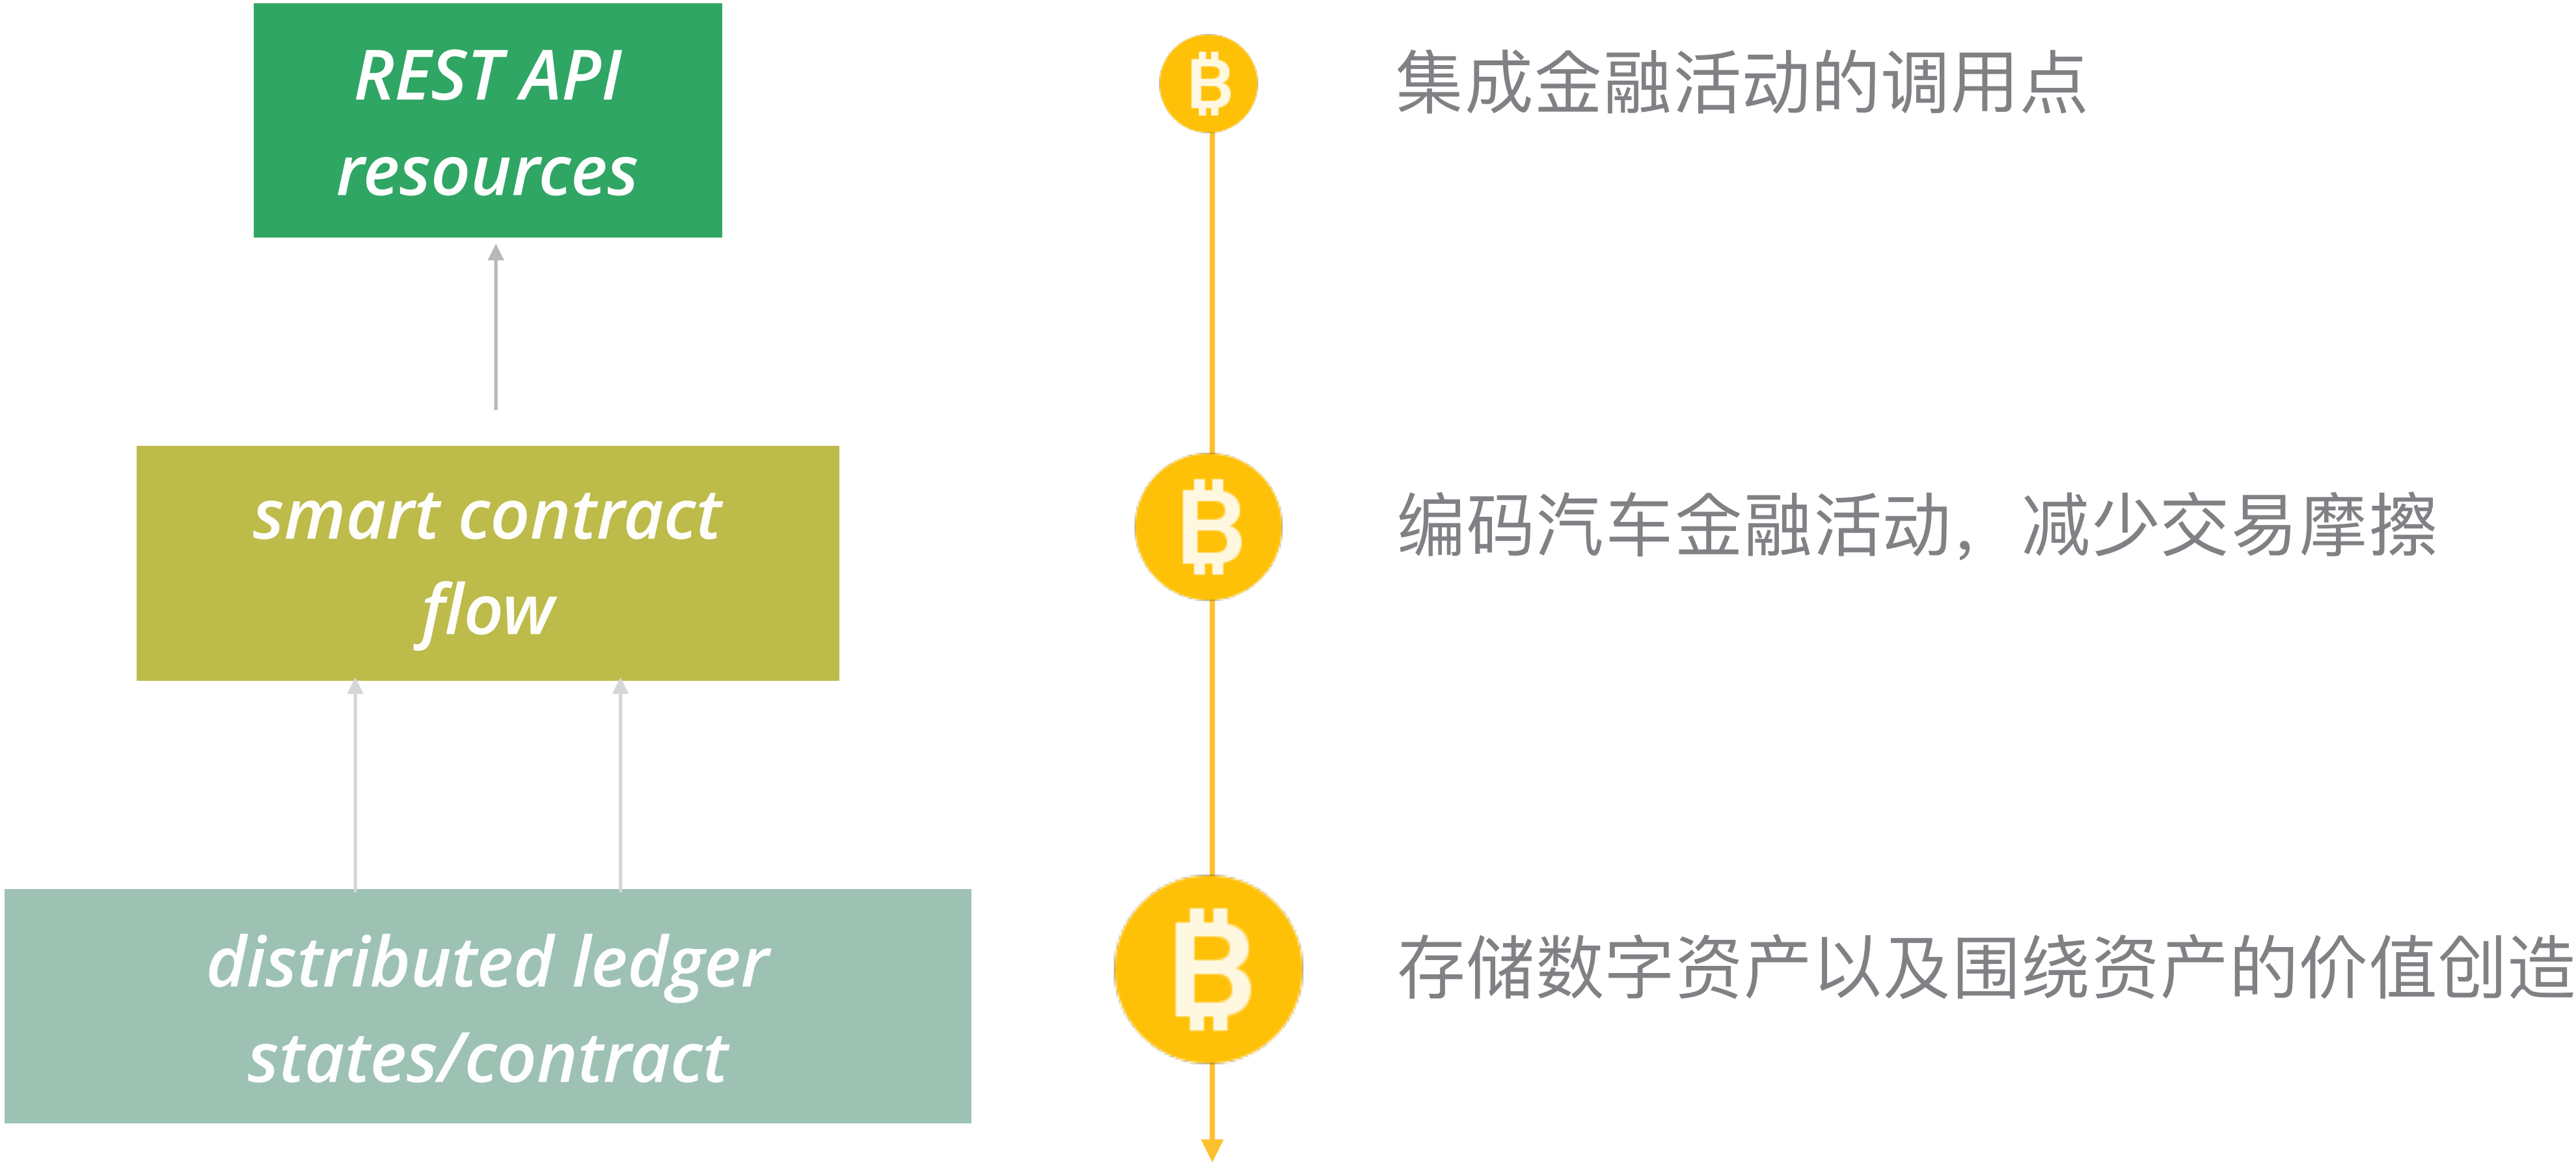 REST API
resources
集成金融活动的调用点
smart contract
flow
编码汽车金融活动，减少交易摩擦
distributed ledger
states/contract
存储数字资产以及围绕资产的价值创造